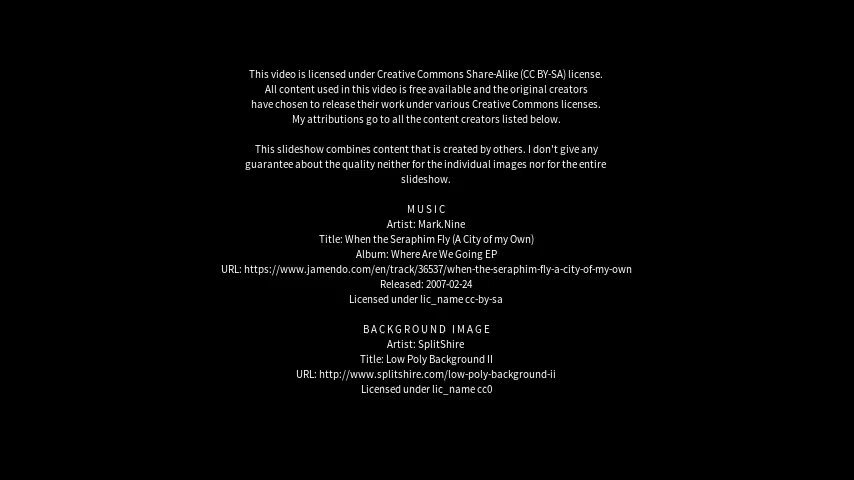 This video is licensed under Creative Commons Share-Alike (CC BY-SA) license.
All content used in this video is free available and the original creators
have chosen to release their work under various Creative Commons licenses.
My attributions go to all the content creators listed below.
This slideshow combines content that is created by others. I don't give any
guarantee about the quality neither for the individual images nor for the entire
slideshow.
MUSIC
Artist: Mark.Nine
Title: When the Seraphim Fly (A City of my Own)
Album: Where Are We Going EP
URL: https://www.jamendo.com/en/track/36537/when-the-seraphim-fly-a-city-of-my-own
Released: 2007-02-24
Licensed under lic_name cc-by-sa
BACKGROUND IMAGE
Artist: SplitShire
Title: Low Poly Background II
URL: http://www.splitshire.com/low-poly-background-ii
Licensed under lic_name cc0